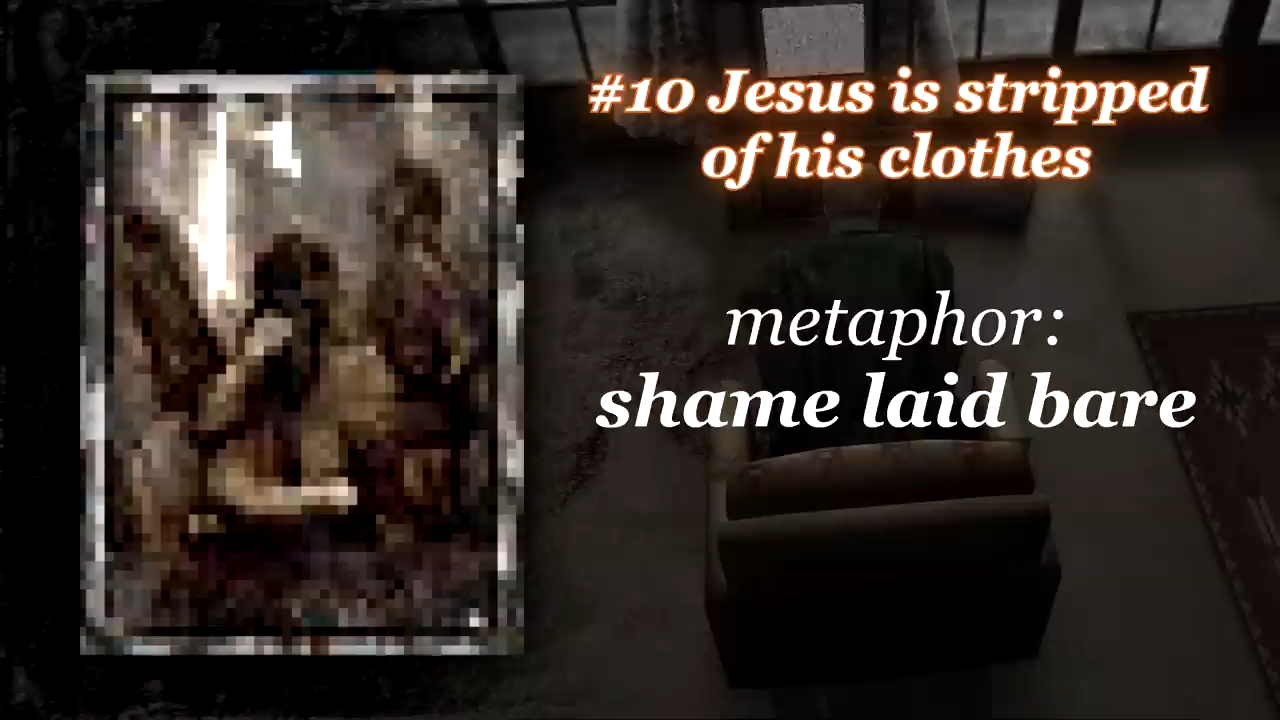 #10 Jesus is stripped
of his clothes
metaphor:
shame laid bare